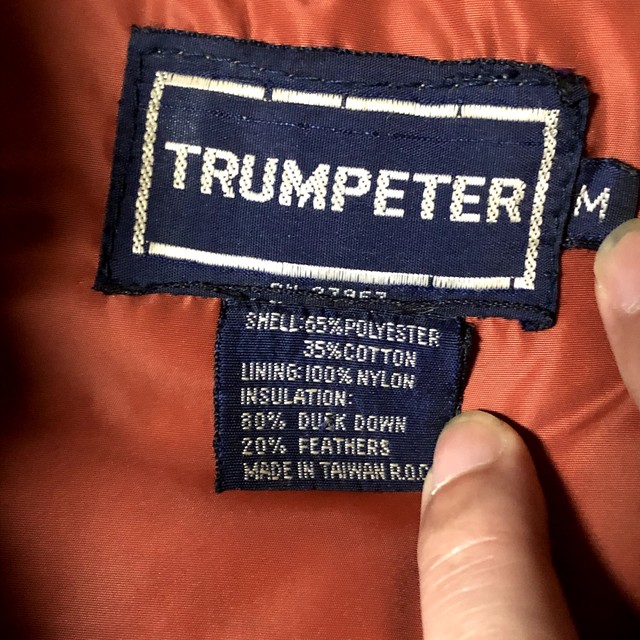 TRUMPETER
M
SHELL: 65% POLYESTER
35% COTTON
LINING: 100% NYLON
INSULATION:
80% DUCK DOWN
20% FEATHERS
MADE IN TAIWAN R.O.C